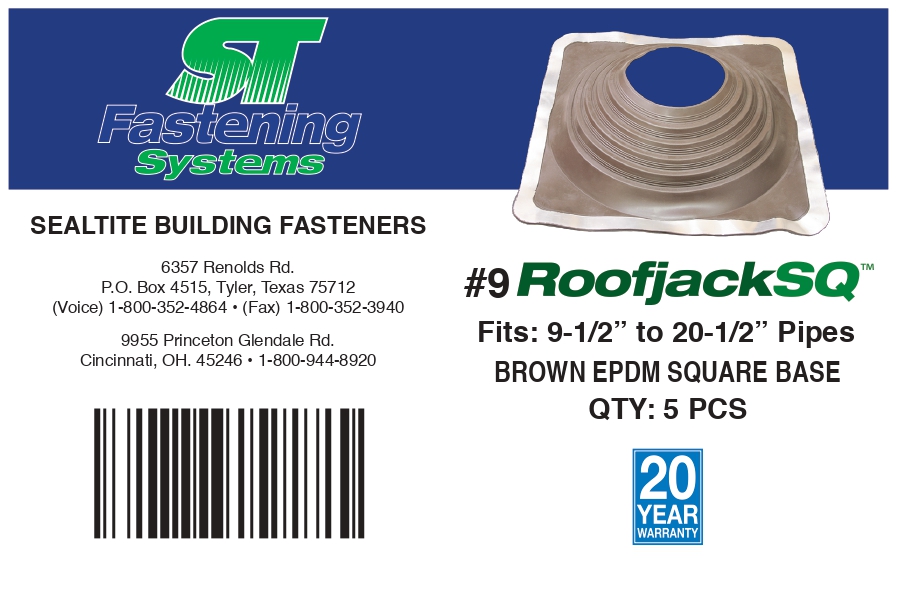 ST
Fastening
Systems
SEALTITE BUILDING FASTENERS
6357 Renolds Rd.
P.O. Box 4515, Tyler, Texas 75712
(Voice) 1-800-352-4864 • (Fax) 1-800-352-3940
9955 Princeton Glendale Rd.
Cincinnati, OH. 45246 • 1-800-944-8920
#9 RoofjackSQ™
Fits: 9-1/2” to 20-1/2” Pipes
BROWN EPDM SQUARE BASE
QTY: 5 PCS
20
YEAR
WARRANTY